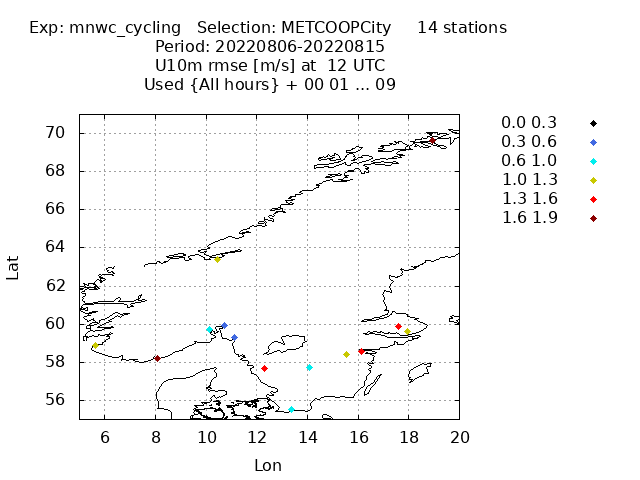 Exp: mnwc_cycling   Selection: METCOOPCity     14 stations
Period: 20220806-20220815
U10m rmse [m/s] at  12 UTC
Used {All hours} + 00 01 ... 09
0.0 0.3
0.3 0.6
0.6 1.0
1.0 1.3
1.3 1.6
1.6 1.9
70
68
66
64
62
60
58
56
Lat
6 8 10 12 14 16 18 20
Lon